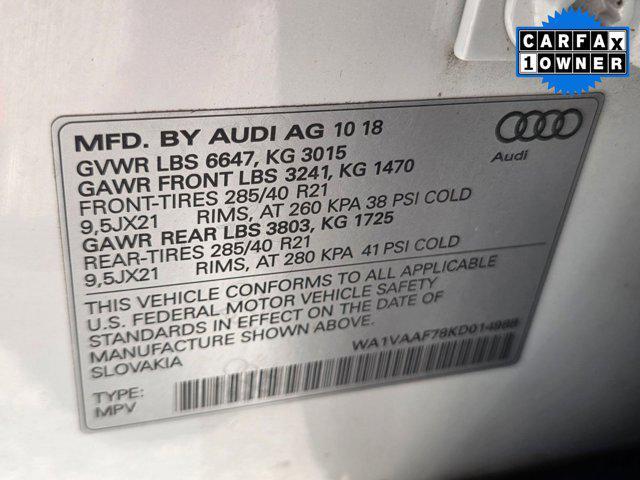 CARFAX
1 OWNER
MFD. BY AUDI AG 10 18
GVWR LBS 6647, KG 3015
GAWR FRONT LBS 3241, KG 1470
FRONT-TIRES 285/40 R21
9,5JX21 RIMS, AT 260 KPA 38 PSI COLD
GAWR REAR LBS 3803, KG 1725
REAR-TIRES 285/40 R21
9,5JX21 RIMS, AT 280 KPA 41 PSI COLD
Audi
THIS VEHICLE CONFORMS TO ALL APPLICABLE
U.S. FEDERAL MOTOR VEHICLE SAFETY
STANDARDS IN EFFECT ON THE DATE OF
MANUFACTURE SHOWN ABOVE.
SLOVAKIA
TYPE:
MPV